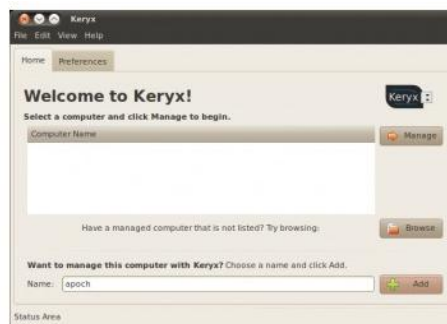 Keryx
File Edit View Help
Home Preferences
Welcome to Keryx!
Keryx
Select a computer and click Manage to begin.
Computer Name
Manage
Have a managed computer that is not listed? Try browsing:
Browse
Want to manage this computer with Keryx? Choose a name and click Add.
Name: apoch
Add
Status Area